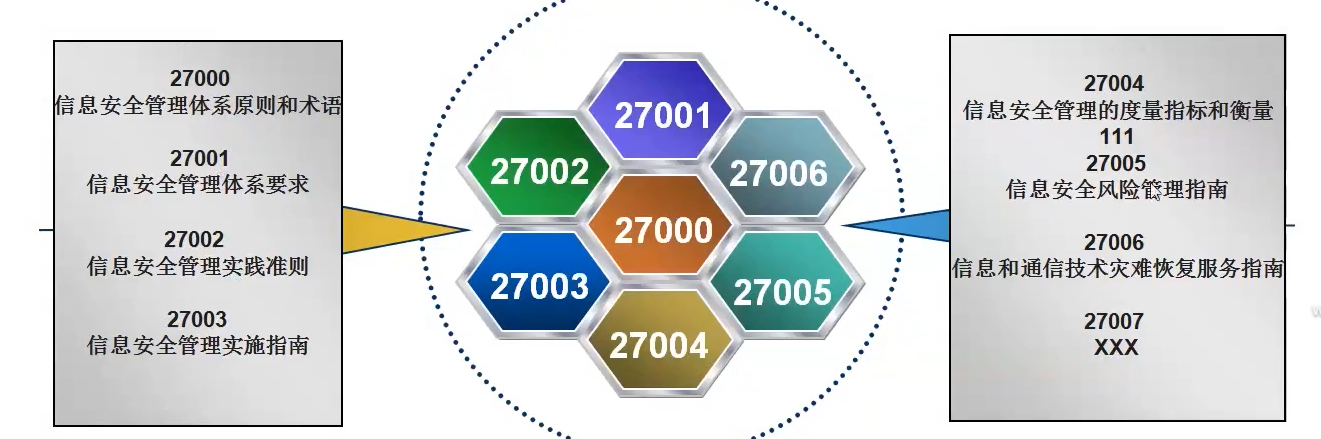 27000
信息安全管理体系原则和术语
27001
信息安全管理体系要求
27002
信息安全管理实践准则
27003
信息安全管理实施指南
27001
27002
27006
27000
27003
27005
27004
27004
信息安全管理的度量指标和衡量
111
27005
信息安全风险管理指南
27006
信息和通信技术灾难恢复服务指南
27007
XXX